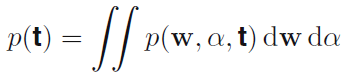 p(t) = ∬ p(w, α, t) dw dα